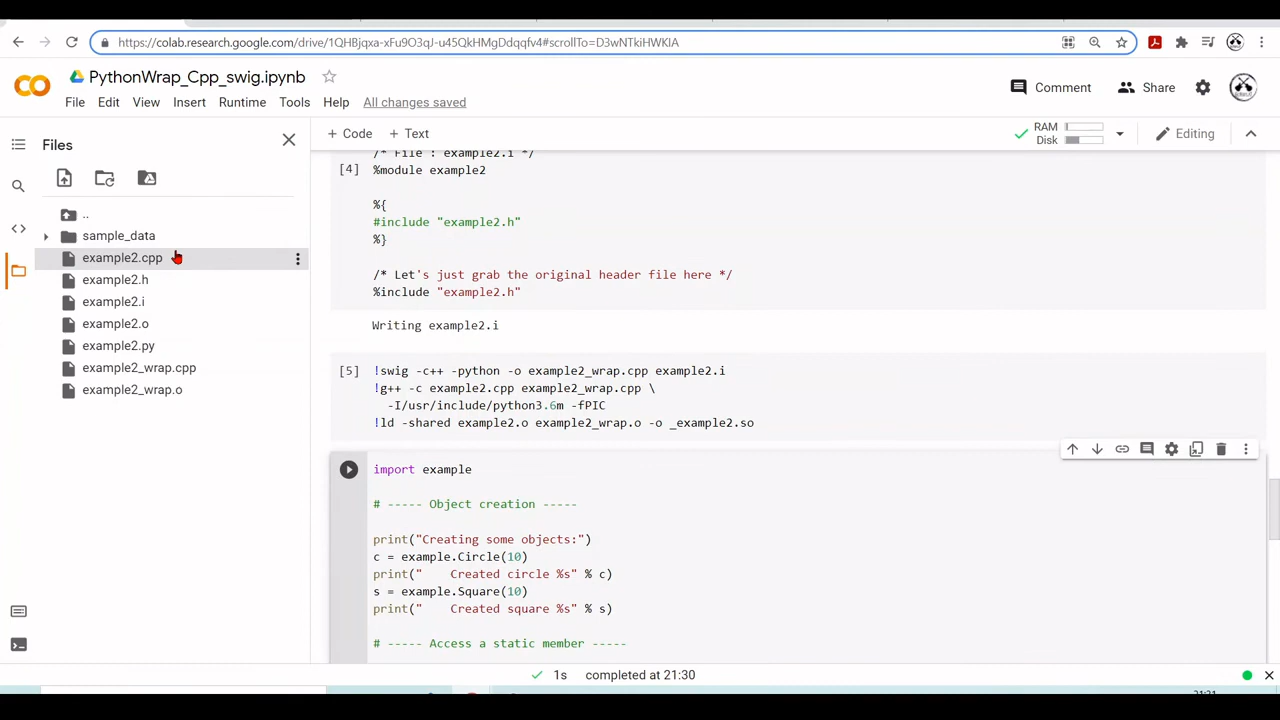 https://colab.research.google.com/drive/1QHBjqxa-xFu9O3qJ-u45QkHMgDdqqfv4#scrollTo=D3wNTkiHWKIA
CO
PythonWrap_Cpp_swig.ipynb
File Edit View Insert Runtime Tools Help All changes saved
Comment Share
Files
+ Code + Text
RAM
Disk
Editing
..
sample_data
example2.cpp
example2.h
example2.i
example2.o
example2.py
example2_wrap.cpp
example2_wrap.o
/* File : example2.i */
[4] %module example2
%{
#include "example2.h"
%}
/* Let's just grab the original header file here */
%include "example2.h"
Writing example2.i
[5] !swig -c++ -python -o example2_wrap.cpp example2.i
!g++ -c example2.cpp example2_wrap.cpp \
-I/usr/include/python3.6m -fPIC
!ld -shared example2.o example2_wrap.o -o _example2.so
import example
# ----- Object creation -----
print("Creating some objects:")
c = example.Circle(10)
print("    Created circle %s" % c)
s = example.Square(10)
print("    Created square %s" % s)
# ----- Access a static member -----
1s completed at 21:30